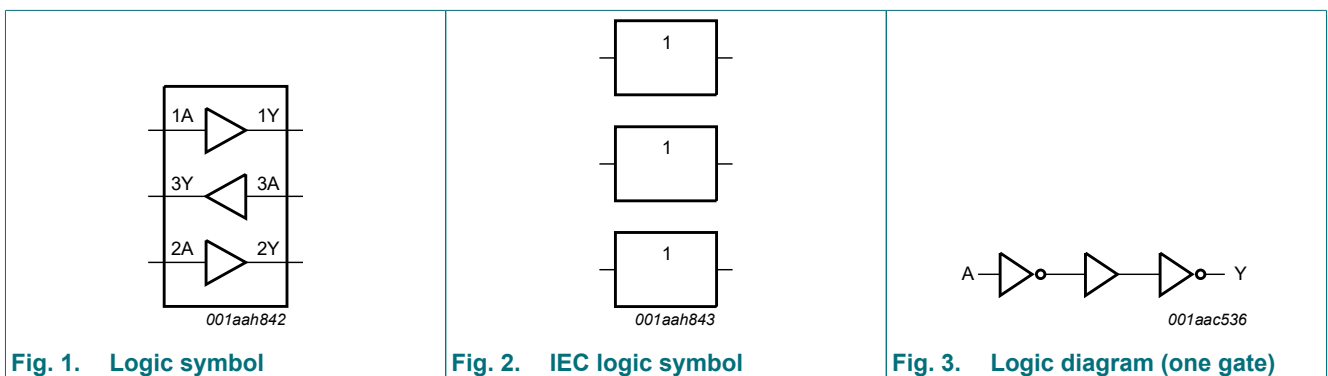 1A 1Y
3Y 3A
2A 2Y
001aah842
Fig. 1. Logic symbol
1
1
1
001aah843
Fig. 2. IEC logic symbol
A Y
001aac536
Fig. 3. Logic diagram (one gate)